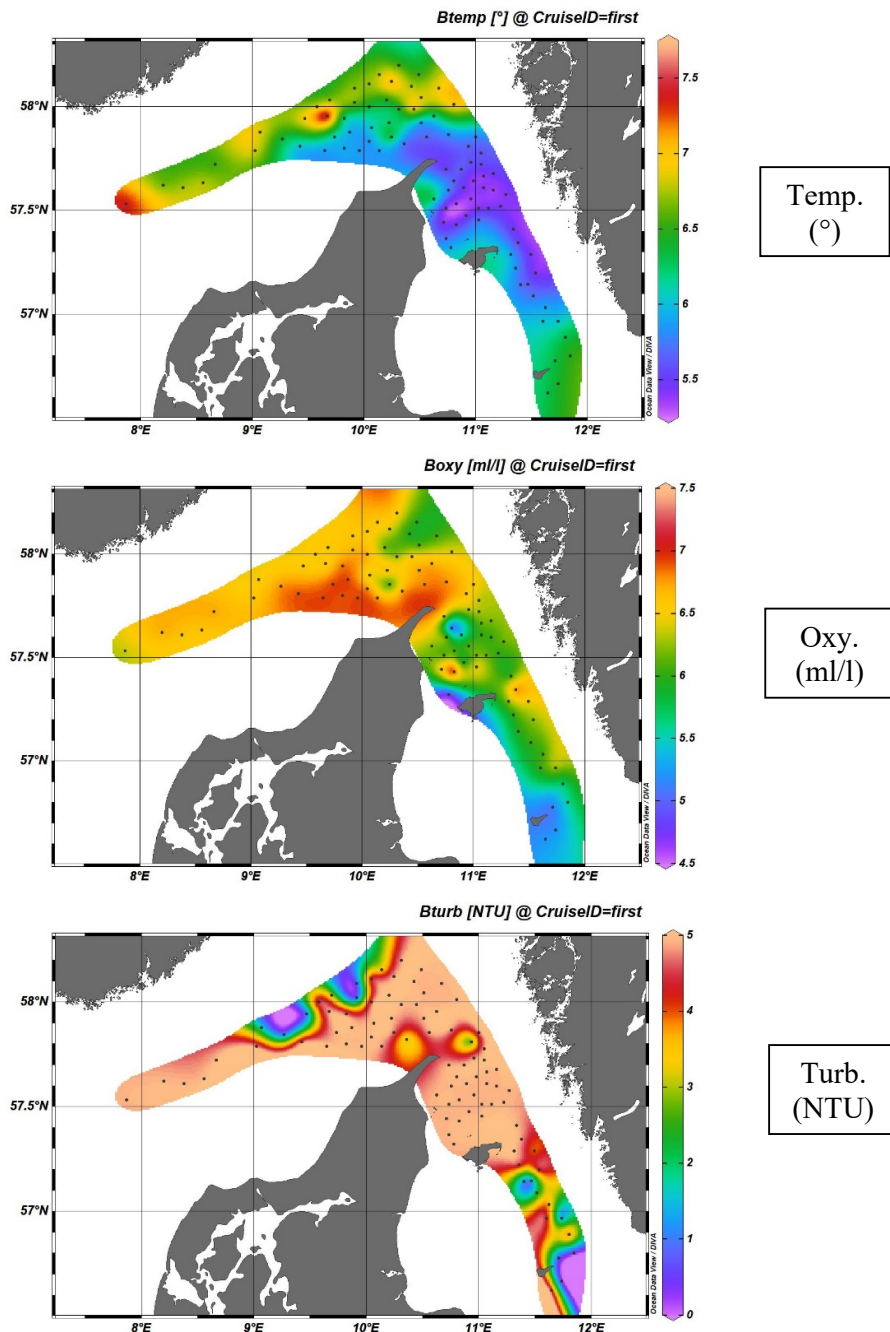 Btemp [°] @ CruiseID=first
58°N
57.5°N
57°N
8°E
9°E
10°E
11°E
12°E
7.5
7
6.5
6
5.5
Ocean Data View / DIVA
Temp.
(°)
Boxy [ml/l] @ CruiseID=first
58°N
57.5°N
57°N
8°E
9°E
10°E
11°E
12°E
7.5
7
6.5
6
5.5
5
4.5
Ocean Data View / DIVA
Oxy.
(ml/l)
Bturb [NTU] @ CruiseID=first
58°N
57.5°N
57°N
8°E
9°E
10°E
11°E
12°E
5
4
3
2
1
0
Ocean Data View / DIVA
Turb.
(NTU)